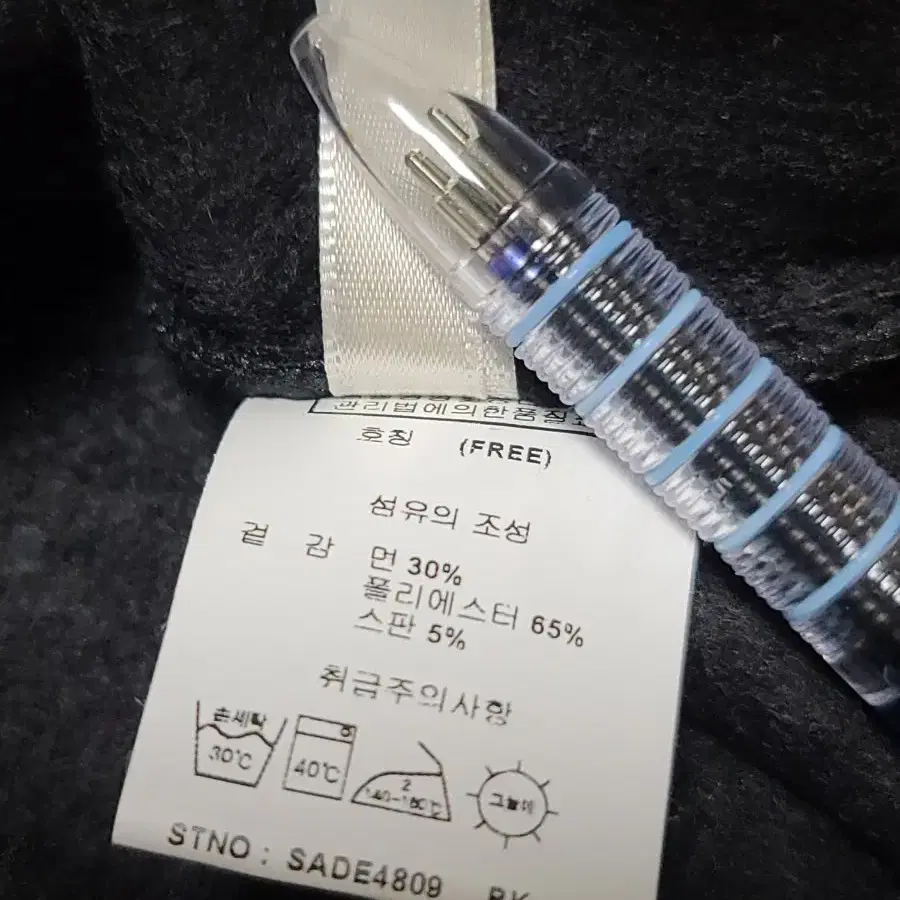 관리법에의한품질표
호칭 (FREE)
섬유의 조성
겉 감 먼 30%
폴리에스터 65%
스판 5%
취급주의사항
손세탁
30℃
40℃
2
140~160℃
그늘에
STNO : SADE4809 BK